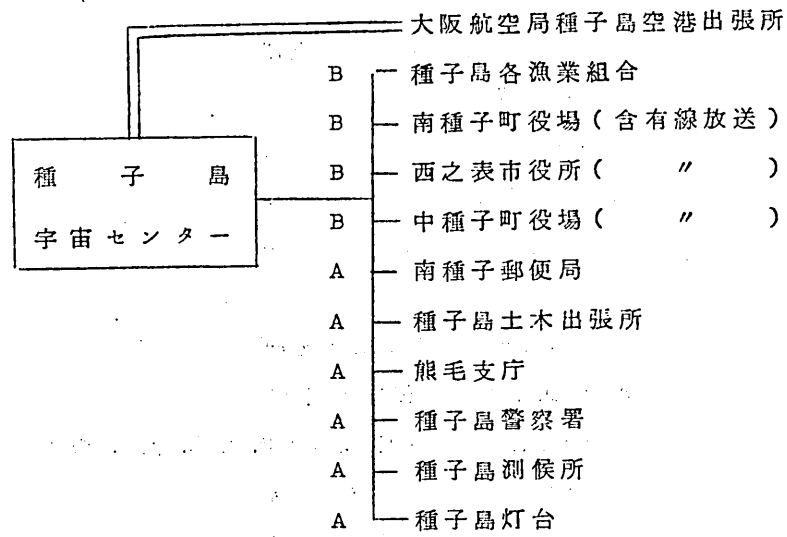 大阪航空局種子島空港出張所
B 種子島各漁業組合
B 南種子町役場(含有線放送)
B 西之表市役所( 〃 )
B 中種子町役場( 〃 )
A 南種子郵便局
A 種子島土木出張所
A 熊毛支庁
A 種子島警察署
A 種子島測候所
A 種子島灯台
種子島
宇宙センター